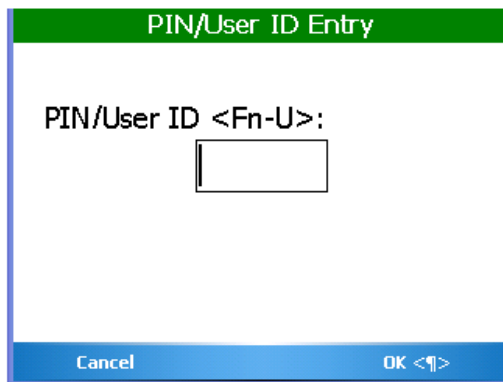 PIN/User ID Entry
PIN/User ID <Fn-U>:
Cancel OK <¶>